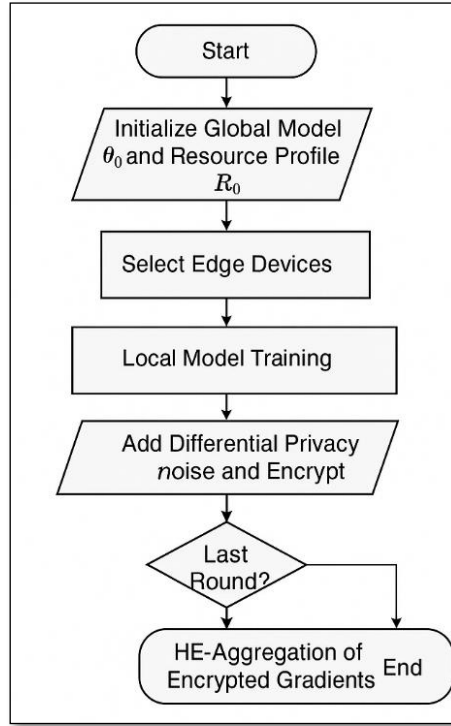 Start
Initialize Global Model
θ₀ and Resource Profile
R₀
Select Edge Devices
Local Model Training
Add Differential Privacy
noise and Encrypt
Last
Round?
HE-Aggregation of
Encrypted Gradients End